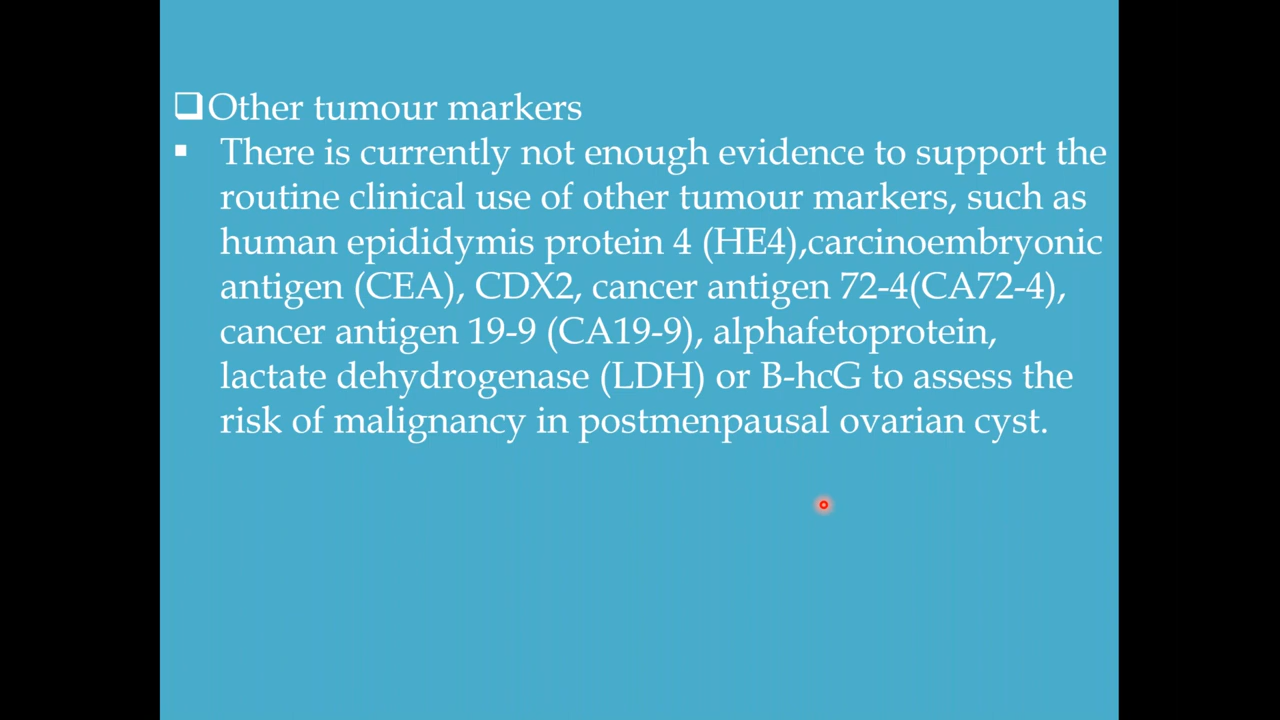 ❑Other tumour markers
▪ There is currently not enough evidence to support the
routine clinical use of other tumour markers, such as
human epididymis protein 4 (HE4),carcinoembryonic
antigen (CEA), CDX2, cancer antigen 72-4(CA72-4),
cancer antigen 19-9 (CA19-9), alphafetoprotein,
lactate dehydrogenase (LDH) or B-hcG to assess the
risk of malignancy in postmenpausal ovarian cyst.